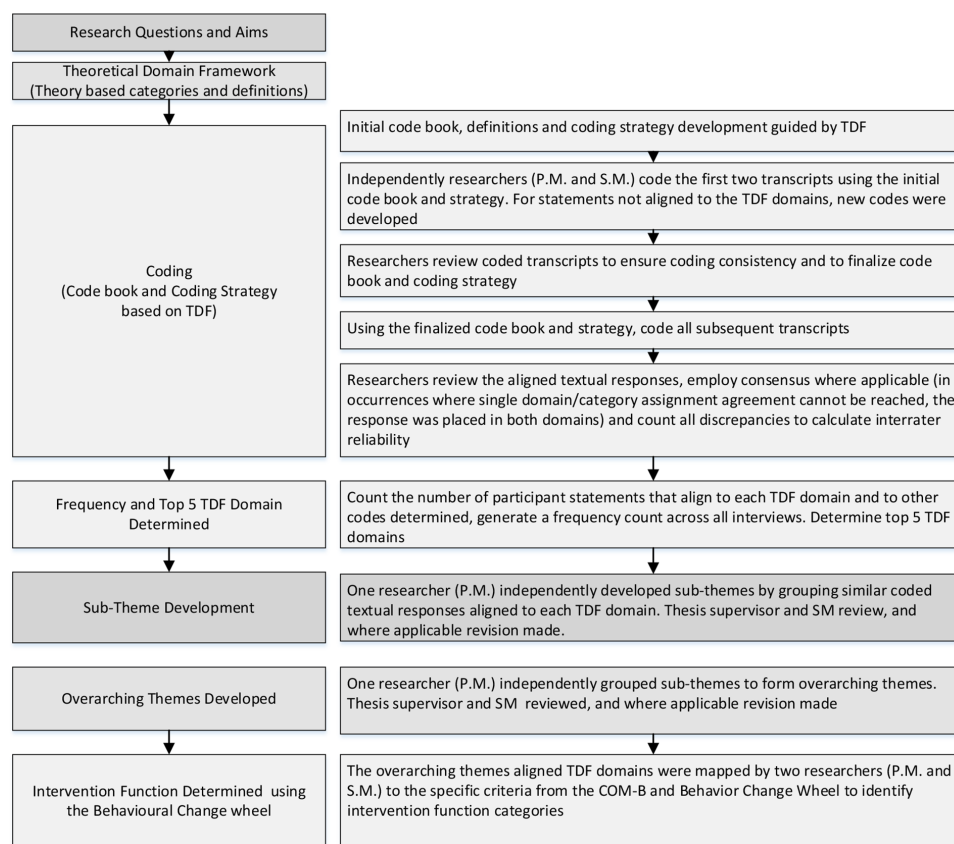 Research Questions and Aims
Theoretical Domain Framework
(Theory based categories and definitions)
Coding
(Code book and Coding Strategy
based on TDF)
Initial code book, definitions and coding strategy development guided by TDF
Independently researchers (P.M. and S.M.) code the first two transcripts using the initial
code book and strategy. For statements not aligned to the TDF domains, new codes were
developed
Researchers review coded transcripts to ensure coding consistency and to finalize code
book and coding strategy
Using the finalized code book and strategy, code all subsequent transcripts
Researchers review the aligned textual responses, employ consensus where applicable (in
occurrences where single domain/category assignment agreement cannot be reached, the
response was placed in both domains) and count all discrepancies to calculate interrater
reliability
Frequency and Top 5 TDF Domain
Determined
Count the number of participant statements that align to each TDF domain and to other
codes determined, generate a frequency count across all interviews. Determine top 5 TDF
domains
Sub-Theme Development
One researcher (P.M.) independently developed sub-themes by grouping similar coded
textual responses aligned to each TDF domain. Thesis supervisor and SM review, and
where applicable revision made.
Overarching Themes Developed
One researcher (P.M.) independently grouped sub-themes to form overarching themes.
Thesis supervisor and SM reviewed, and where applicable revision made
Intervention Function Determined using
the Behavioural Change wheel
The overarching themes aligned TDF domains were mapped by two researchers (P.M. and
S.M.) to the specific criteria from the COM-B and Behavior Change Wheel to identify
intervention function categories